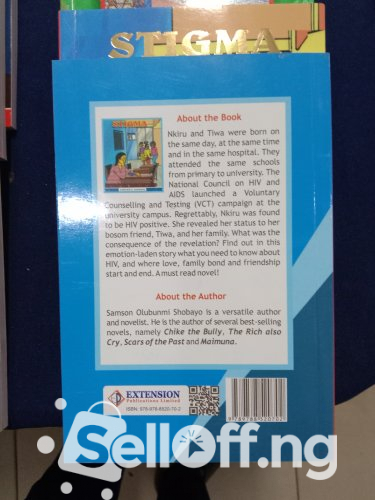 STIGMA
About the Book
STIGMA
Nkiru and Tiwa were born on
the same day, at the same time
and in the same hospital. They
attended the same schools
from primary to university. The
National Council on HIV and
AIDS launched a Voluntary
Counselling and Testing (VCT) campaign at the
university campus. Regrettably, Nkiru was found
to be HIV positive. She revealed her status to her
bosom friend, Tiwa, and her family. What was the
consequence of the revelation? Find out in this
emotion-laden story what you need to know about
HIV, and where love, family bond and friendship
start and end. A must read novel!
About the Author
Samson Olubunmi Shobayo is a versatile author
and novelist. He is the author of several best-selling
novels, namely Chike the Bully, The Rich also
Cry, Scars of the Past and Maimuna.
EXTENSION
Publications Limited
ISBN: 978-978-8820-70-2
SellOff.ng